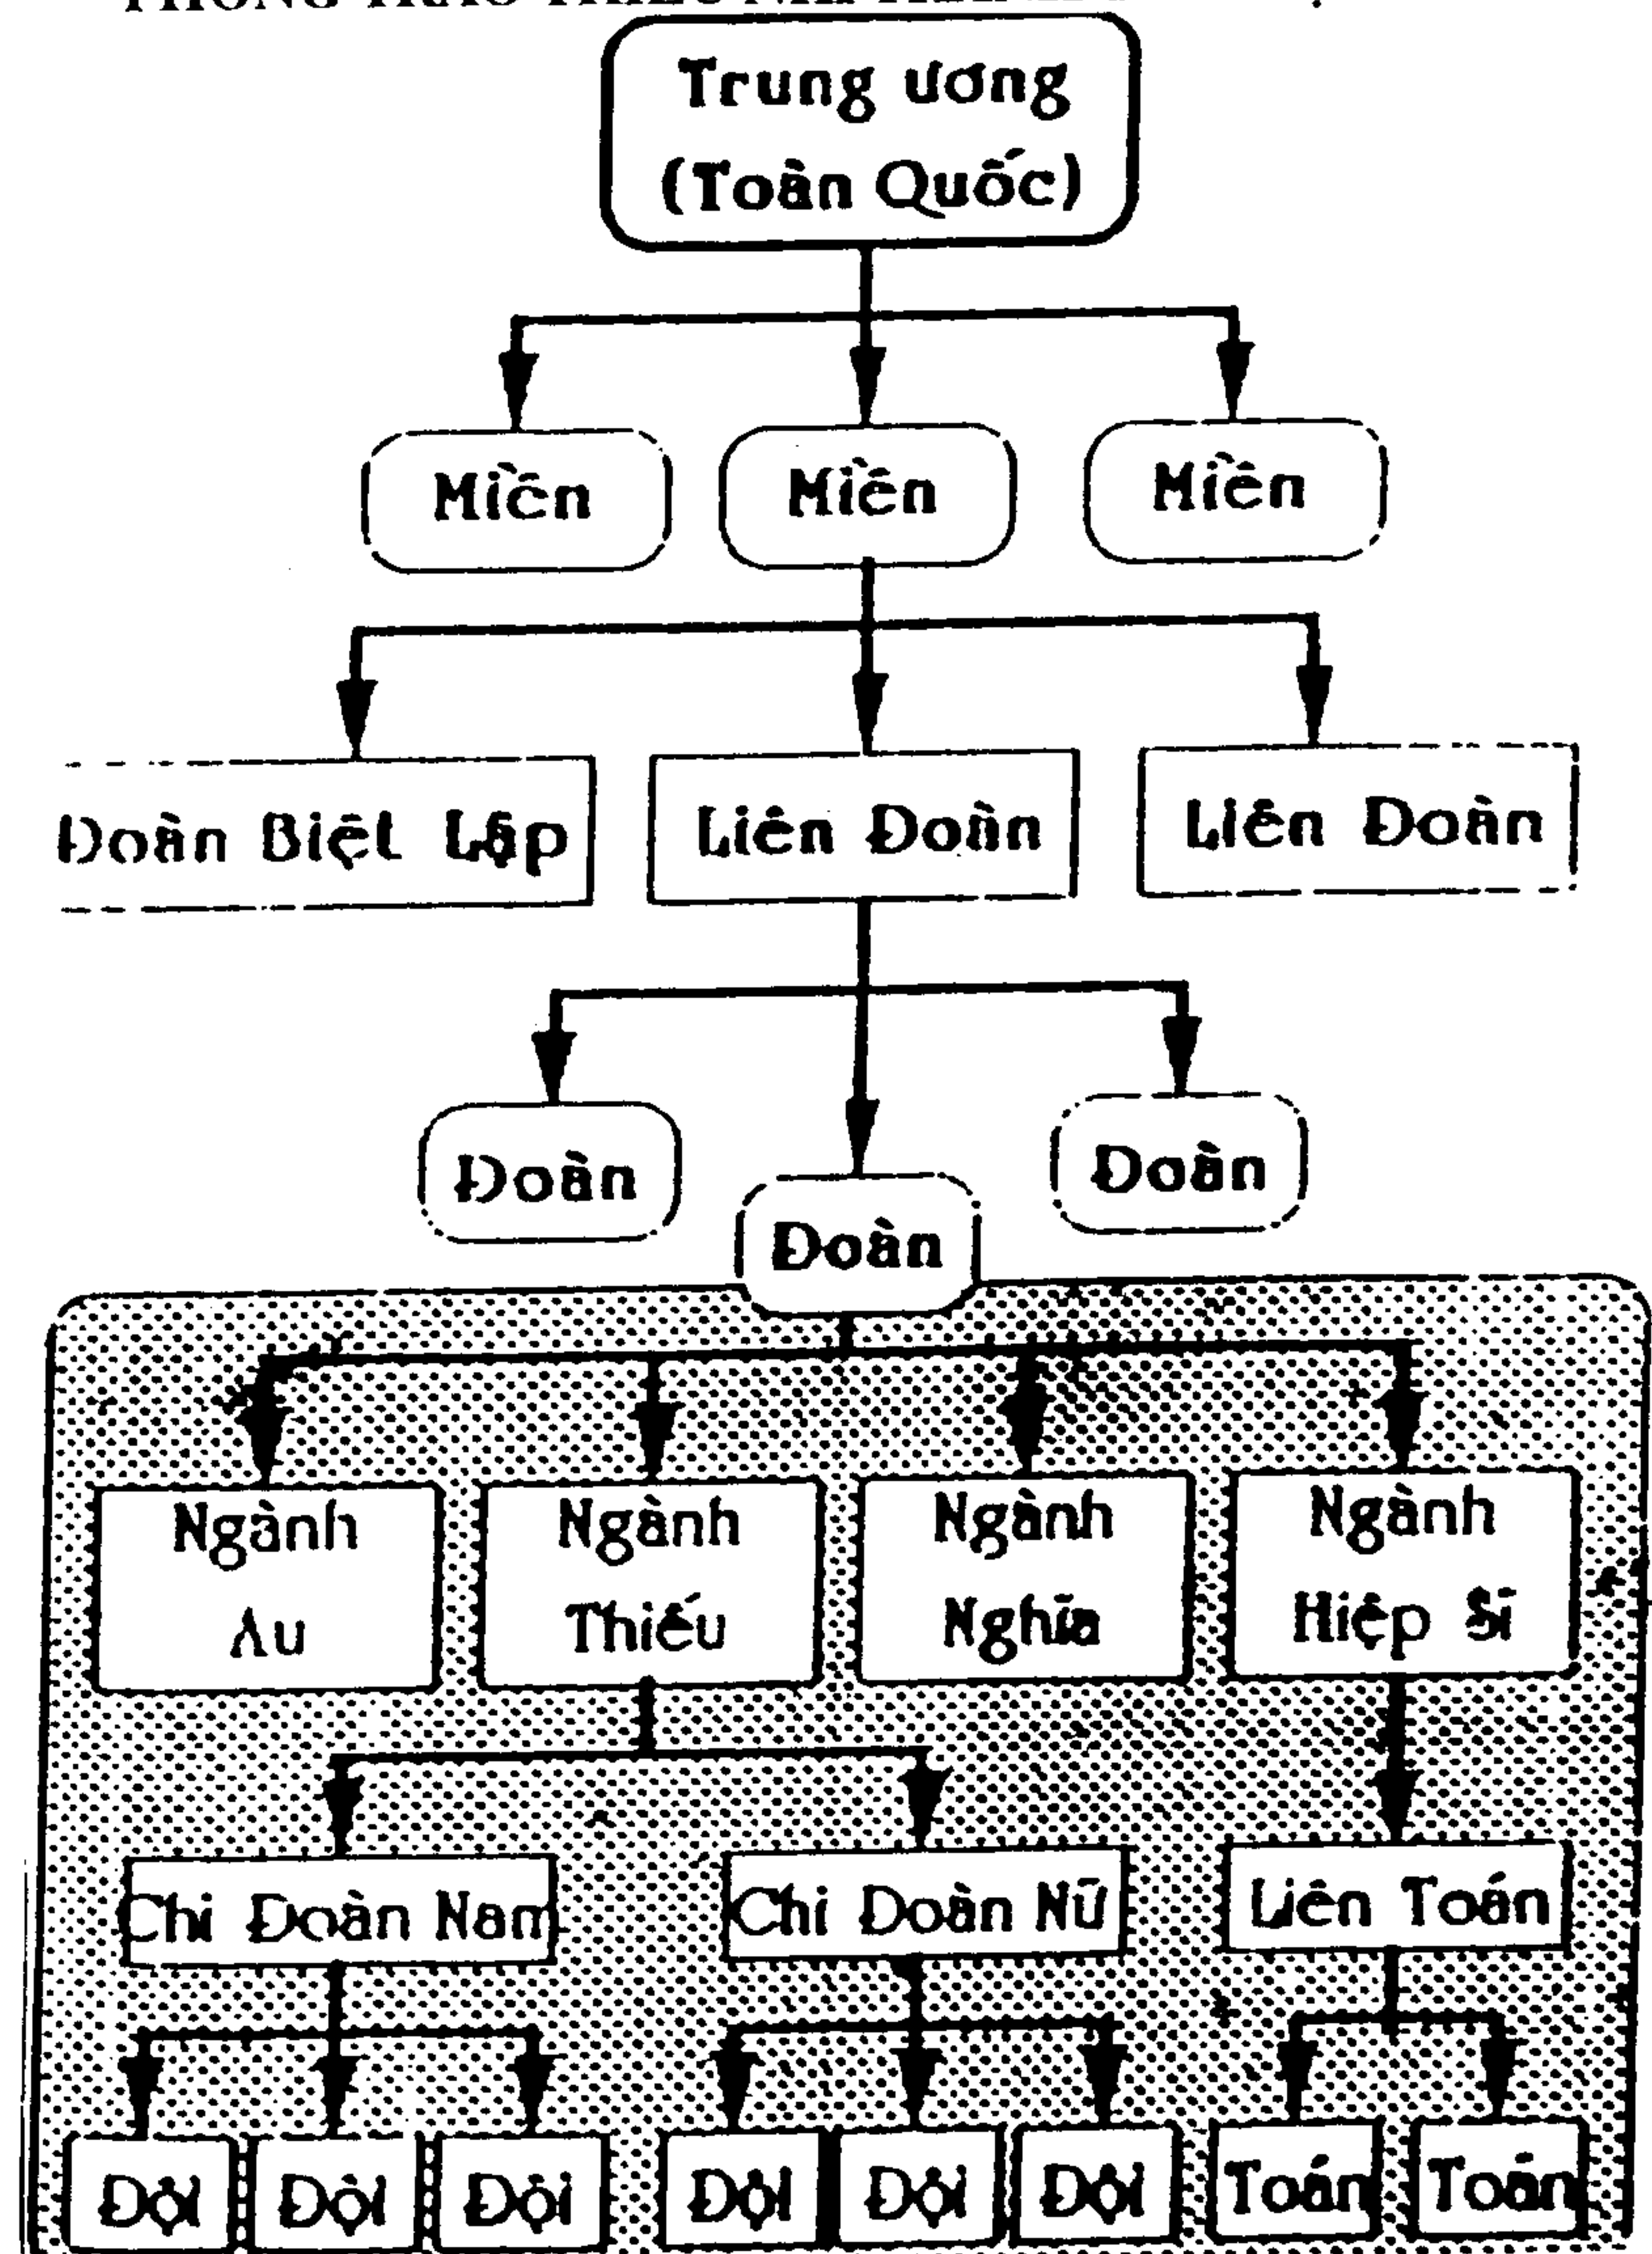 Trung ương
(Toàn Quốc)
Miền Miền Miền
Đoàn Biệt Lập Liên Đoàn Liên Đoàn
Đoàn Đoàn
Đoàn
Ngành Ngành Ngành Ngành
Au Thiếu Nghĩa Hiệp Sĩ
Chi Đoàn Nam Chi Đoàn Nữ Liên Toán
Đội Đội Đội Đội Đội Đội Toán Toán